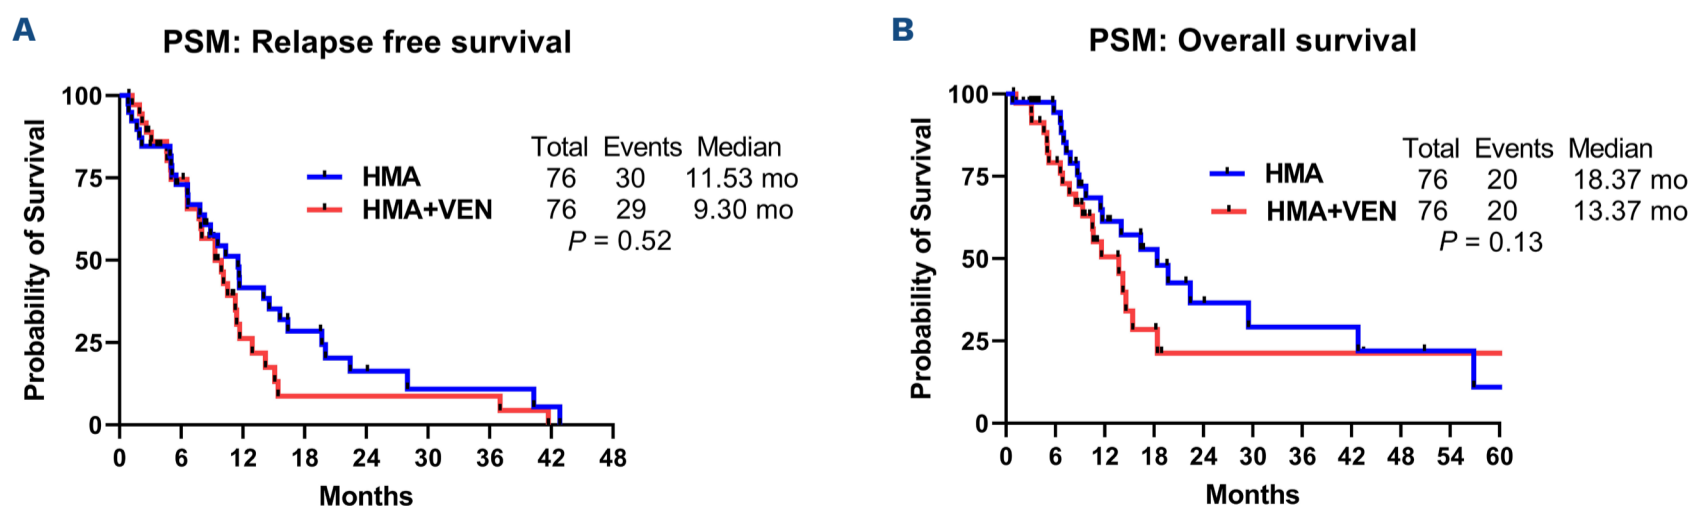 A
PSM: Relapse free survival
Probability of Survival
100
75
50
25
0
Total Events Median
HMA 76 30 11.53 mo
HMA+VEN 76 29 9.30 mo
P = 0.52
0 6 12 18 24 30 36 42 48
Months
B
PSM: Overall survival
Probability of Survival
100
75
50
25
0
Total Events Median
HMA 76 20 18.37 mo
HMA+VEN 76 20 13.37 mo
P = 0.13
0 6 12 18 24 30 36 42 48 54 60
Months